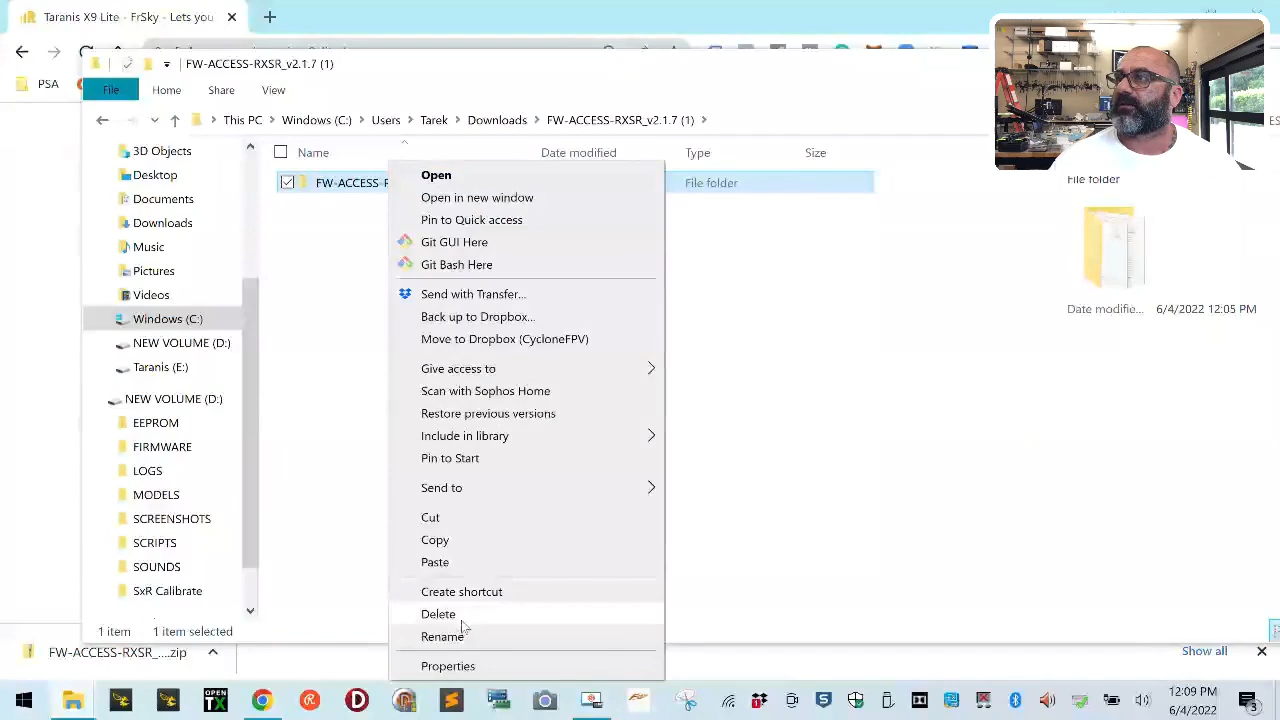 Taranis X9 Lite - FrSky - Lets you
PSA
FW-ACCESS-RXSR_v2.1.7 (1)
File
Home
Share
View
This PC
Windows (C:)
Users
Tarek
Downloads
FW-ACCESS-RXSR_v2.1.7 (1)
ES
Name
Date modified
Type
Size
FW-ACCESS-R
File folder
3D Objects
Desktop
Documents
Downloads
Music
Pictures
Videos
Windows (C:)
NEW VOLUME (D:)
Taranis (E:)
NEW VOLUME (D:)
EEPROM
FIRMWARE
LOGS
MODELS
SCREENSHOTS
SCRIPTS
SOUNDS
SxR Calibrate
Open
Open in new window
Pin to Quick access
Git GUI Here
Git Bash Here
Send with Transfer...
Back up to Dropbox...
Move to Dropbox (CycloneFPV)
Give access to
Scan with Sophos Home
Restore previous versions
Include in library
Pin to Start
Send to
Cut
Copy
Paste
Create shortcut
Delete
Rename
Properties
File folder
Date modifie... 6/4/2022 12:05 PM
1 item
1 item selected
FW-ACCESS-RXSR_....zip
Show all
OPEN
TX
12:09 PM
6/4/2022
3